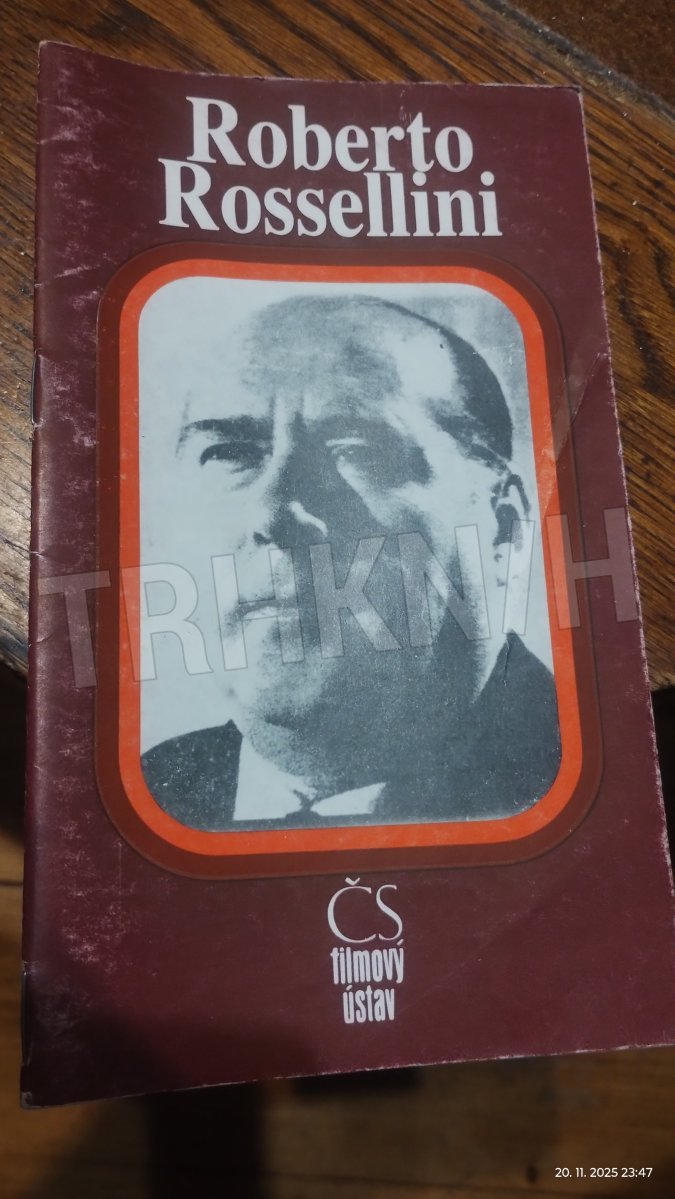 Roberto
Rossellini
TRHKNIH
ČS
filmový
ústav
20. 11. 2025 23:47